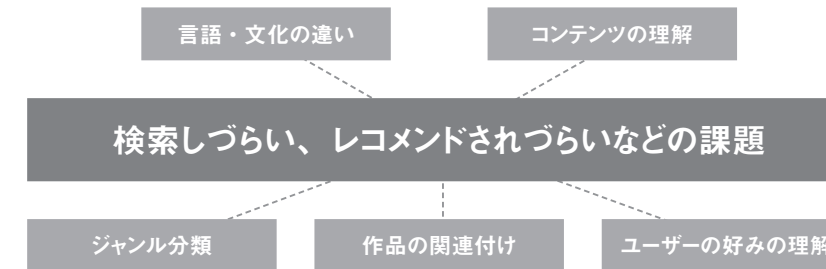 言語・文化の違い
コンテンツの理解
検索しづらい、レコメンドされづらいなどの課題
ジャンル分類
作品の関連付け
ユーザーの好みの理解